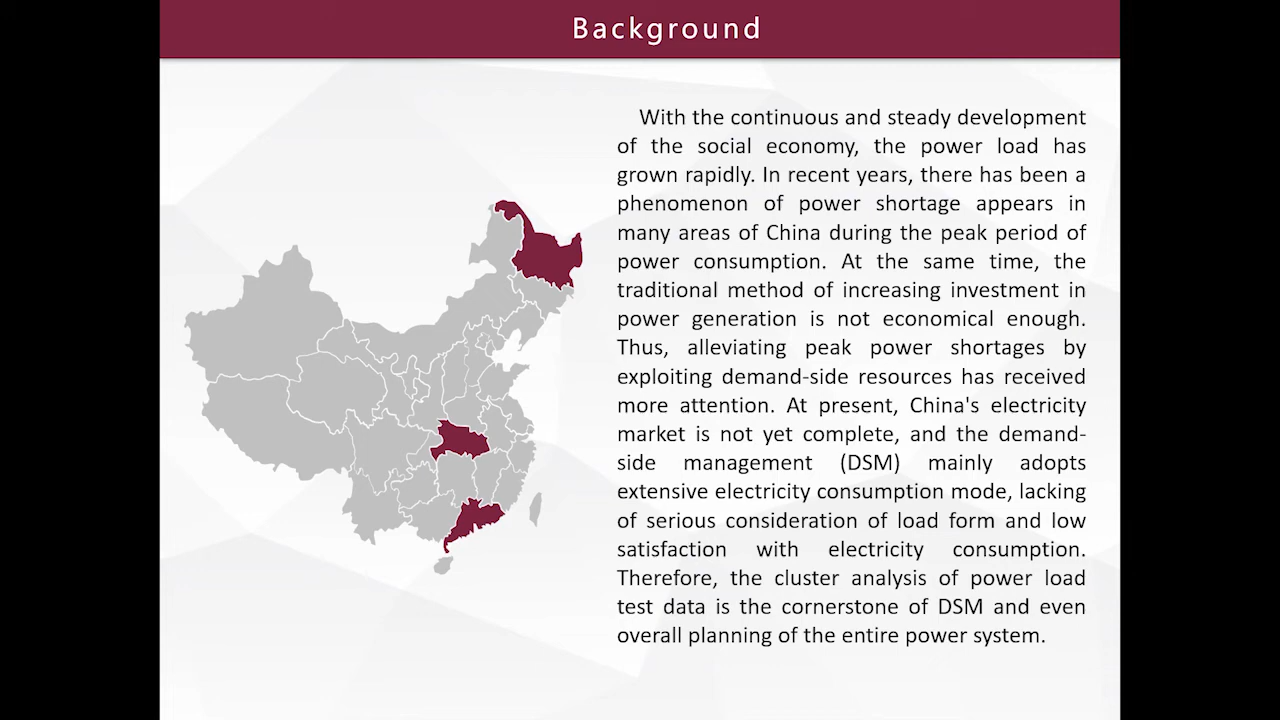 Background
With the continuous and steady development
of the social economy, the power load has
grown rapidly. In recent years, there has been a
phenomenon of power shortage appears in
many areas of China during the peak period of
power consumption. At the same time, the
traditional method of increasing investment in
power generation is not economical enough.
Thus, alleviating peak power shortages by
exploiting demand-side resources has received
more attention. At present, China's electricity
market is not yet complete, and the demand-
side management (DSM) mainly adopts
extensive electricity consumption mode, lacking
of serious consideration of load form and low
satisfaction with electricity consumption.
Therefore, the cluster analysis of power load
test data is the cornerstone of DSM and even
overall planning of the entire power system.